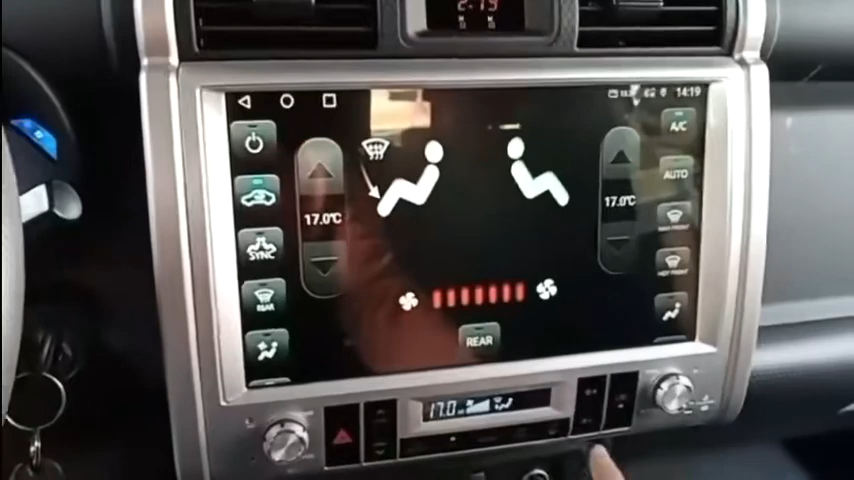 2:19
14:19
A/C
AUTO
17.0°C
17.0°C
SYNC
REAR
REAR
17.0